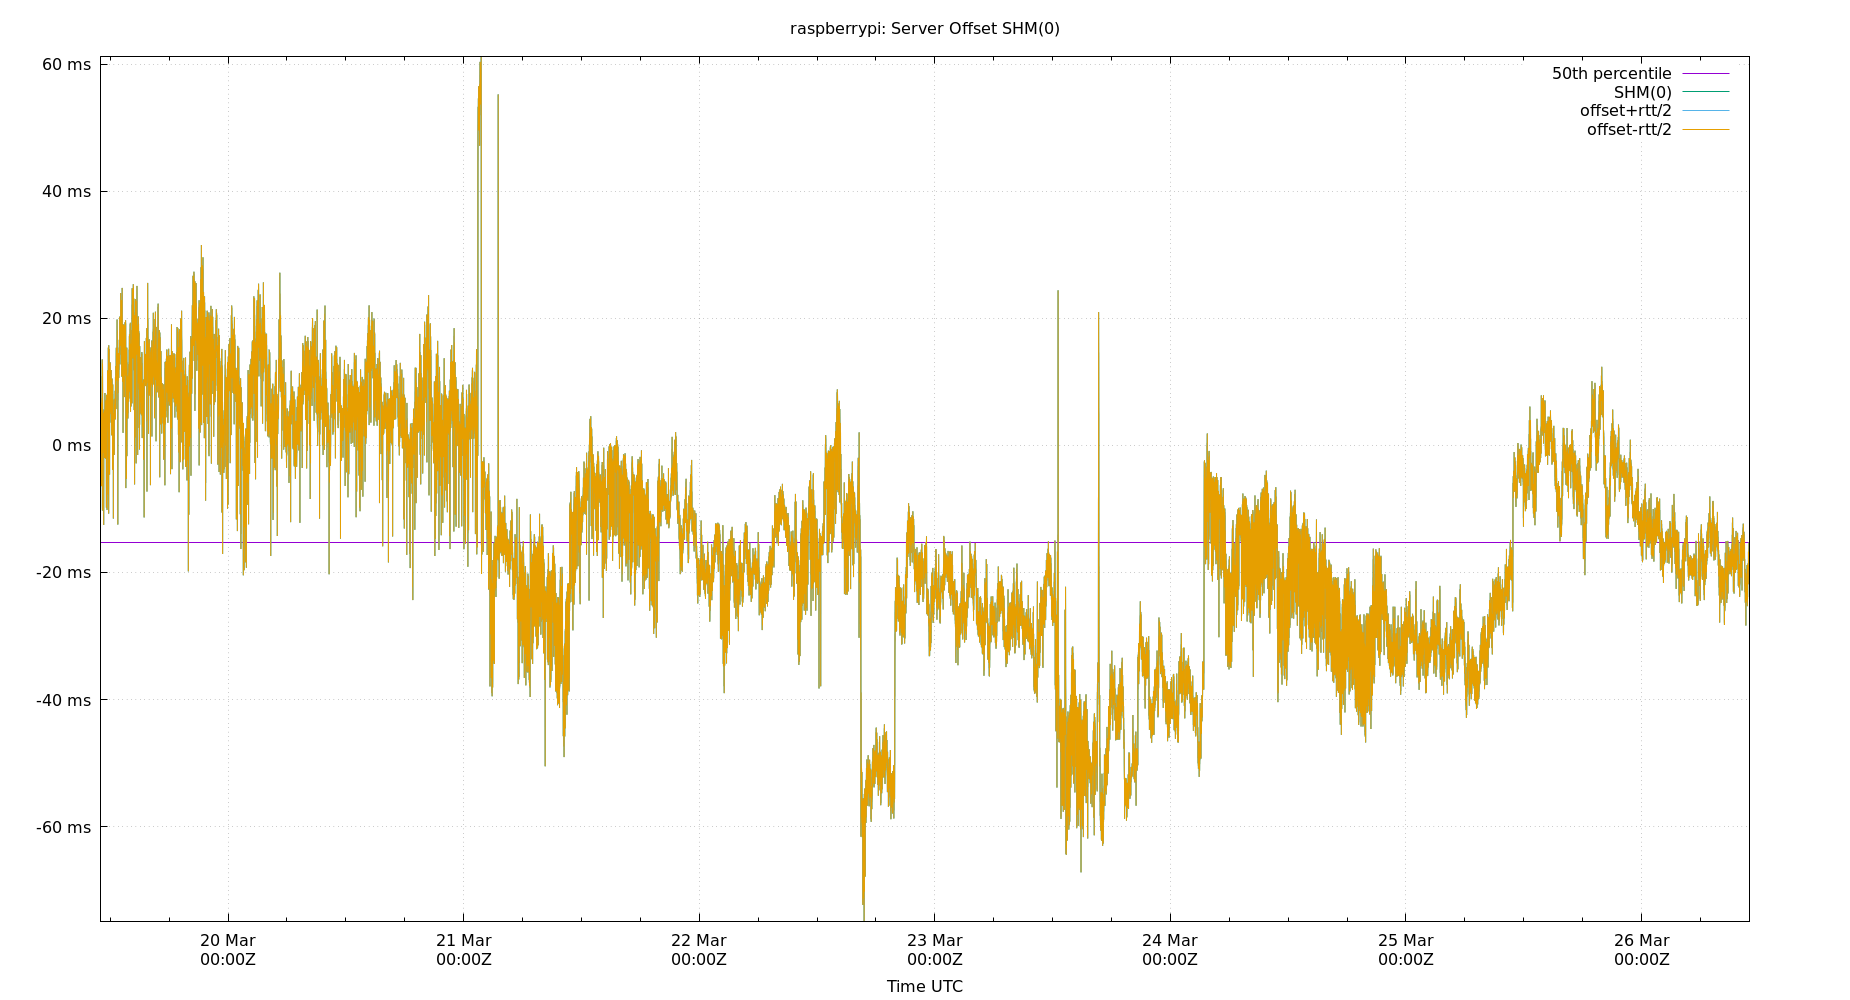 raspberrypi: Server Offset SHM(0)
60 ms
40 ms
20 ms
0 ms
-20 ms
-40 ms
-60 ms
50th percentile
SHM(0)
offset+rtt/2
offset-rtt/2
20 Mar
00:00Z
21 Mar
00:00Z
22 Mar
00:00Z
23 Mar
00:00Z
24 Mar
00:00Z
25 Mar
00:00Z
26 Mar
00:00Z
Time UTC